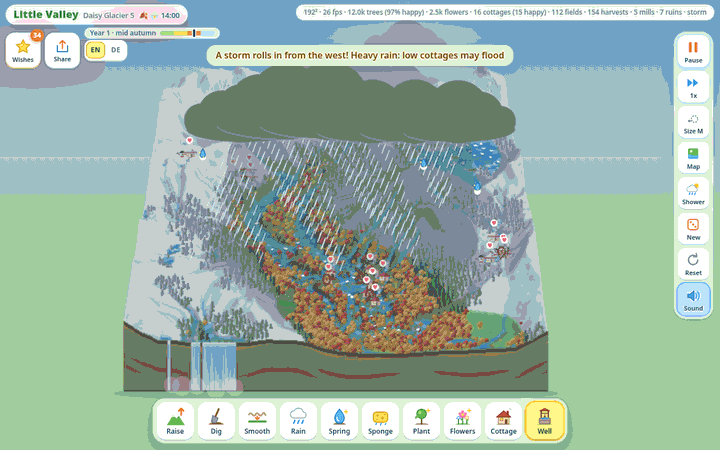 Little Valley Daisy Glacier 5 14:00
192² · 26 fps · 12.0k trees (97% happy) · 2.5k flowers · 16 cottages (15 happy) · 112 fields · 154 harvests · 5 mills · 7 ruins · storm
Year 1 · mid autumn
34
Wishes
Share
EN
DE
A storm rolls in from the west! Heavy rain: low cottages may flood
Pause
1x
Size M
Map
Shower
New
Reset
Sound
Raise
Dig
Smooth
Rain
Spring
Sponge
Plant
Flowers
Cottage
Well